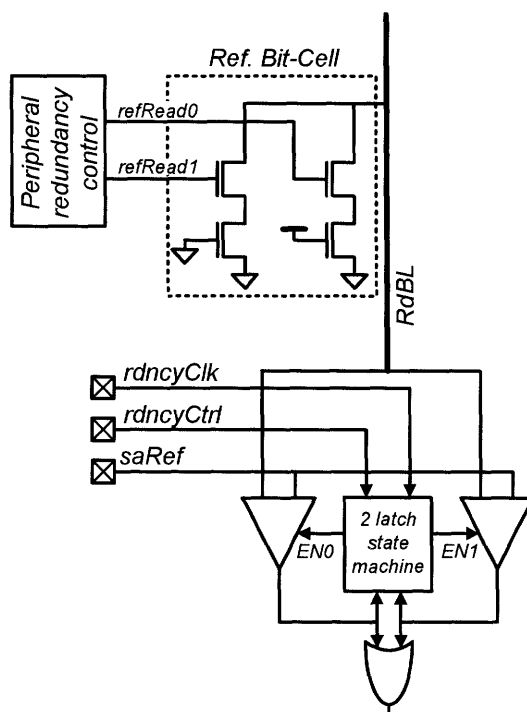 Ref. Bit-Cell
Peripheral
redundancy
control
refRead0
refRead1
RdBL
rdncyClk
rdncyCtrl
saRef
2 latch
state
machine
EN0
EN1